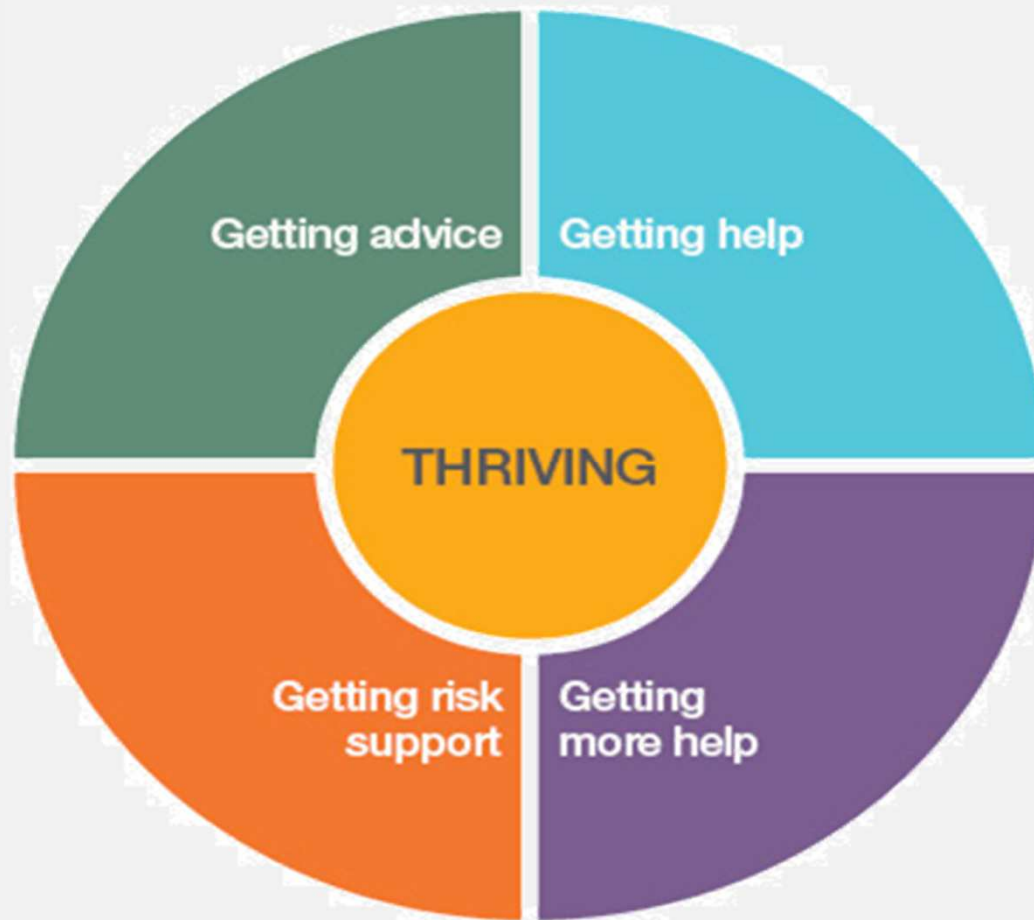 Getting advice
Getting help
THRIVING
Getting risk
support
Getting
more help